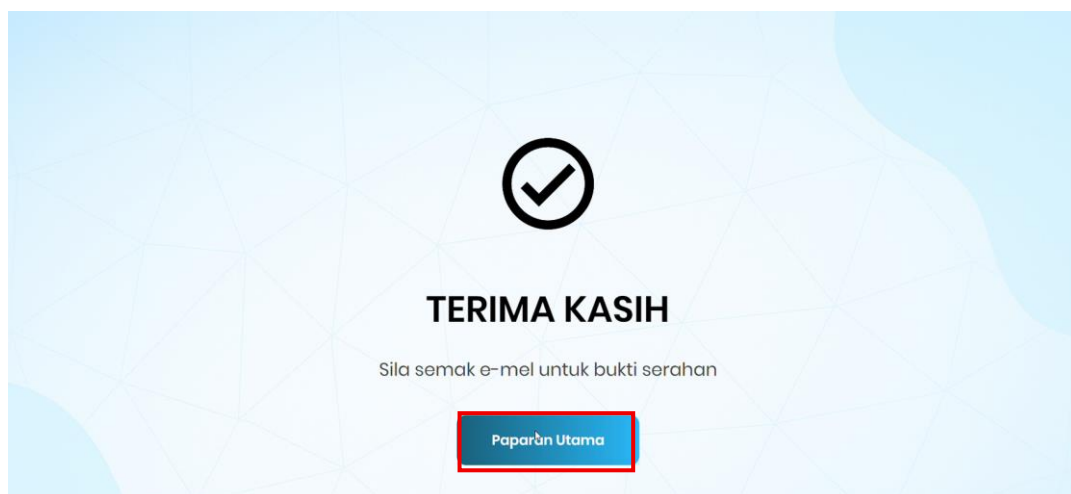 TERIMA KASIH
Sila semak e-mel untuk bukti serahan
Paparan Utama